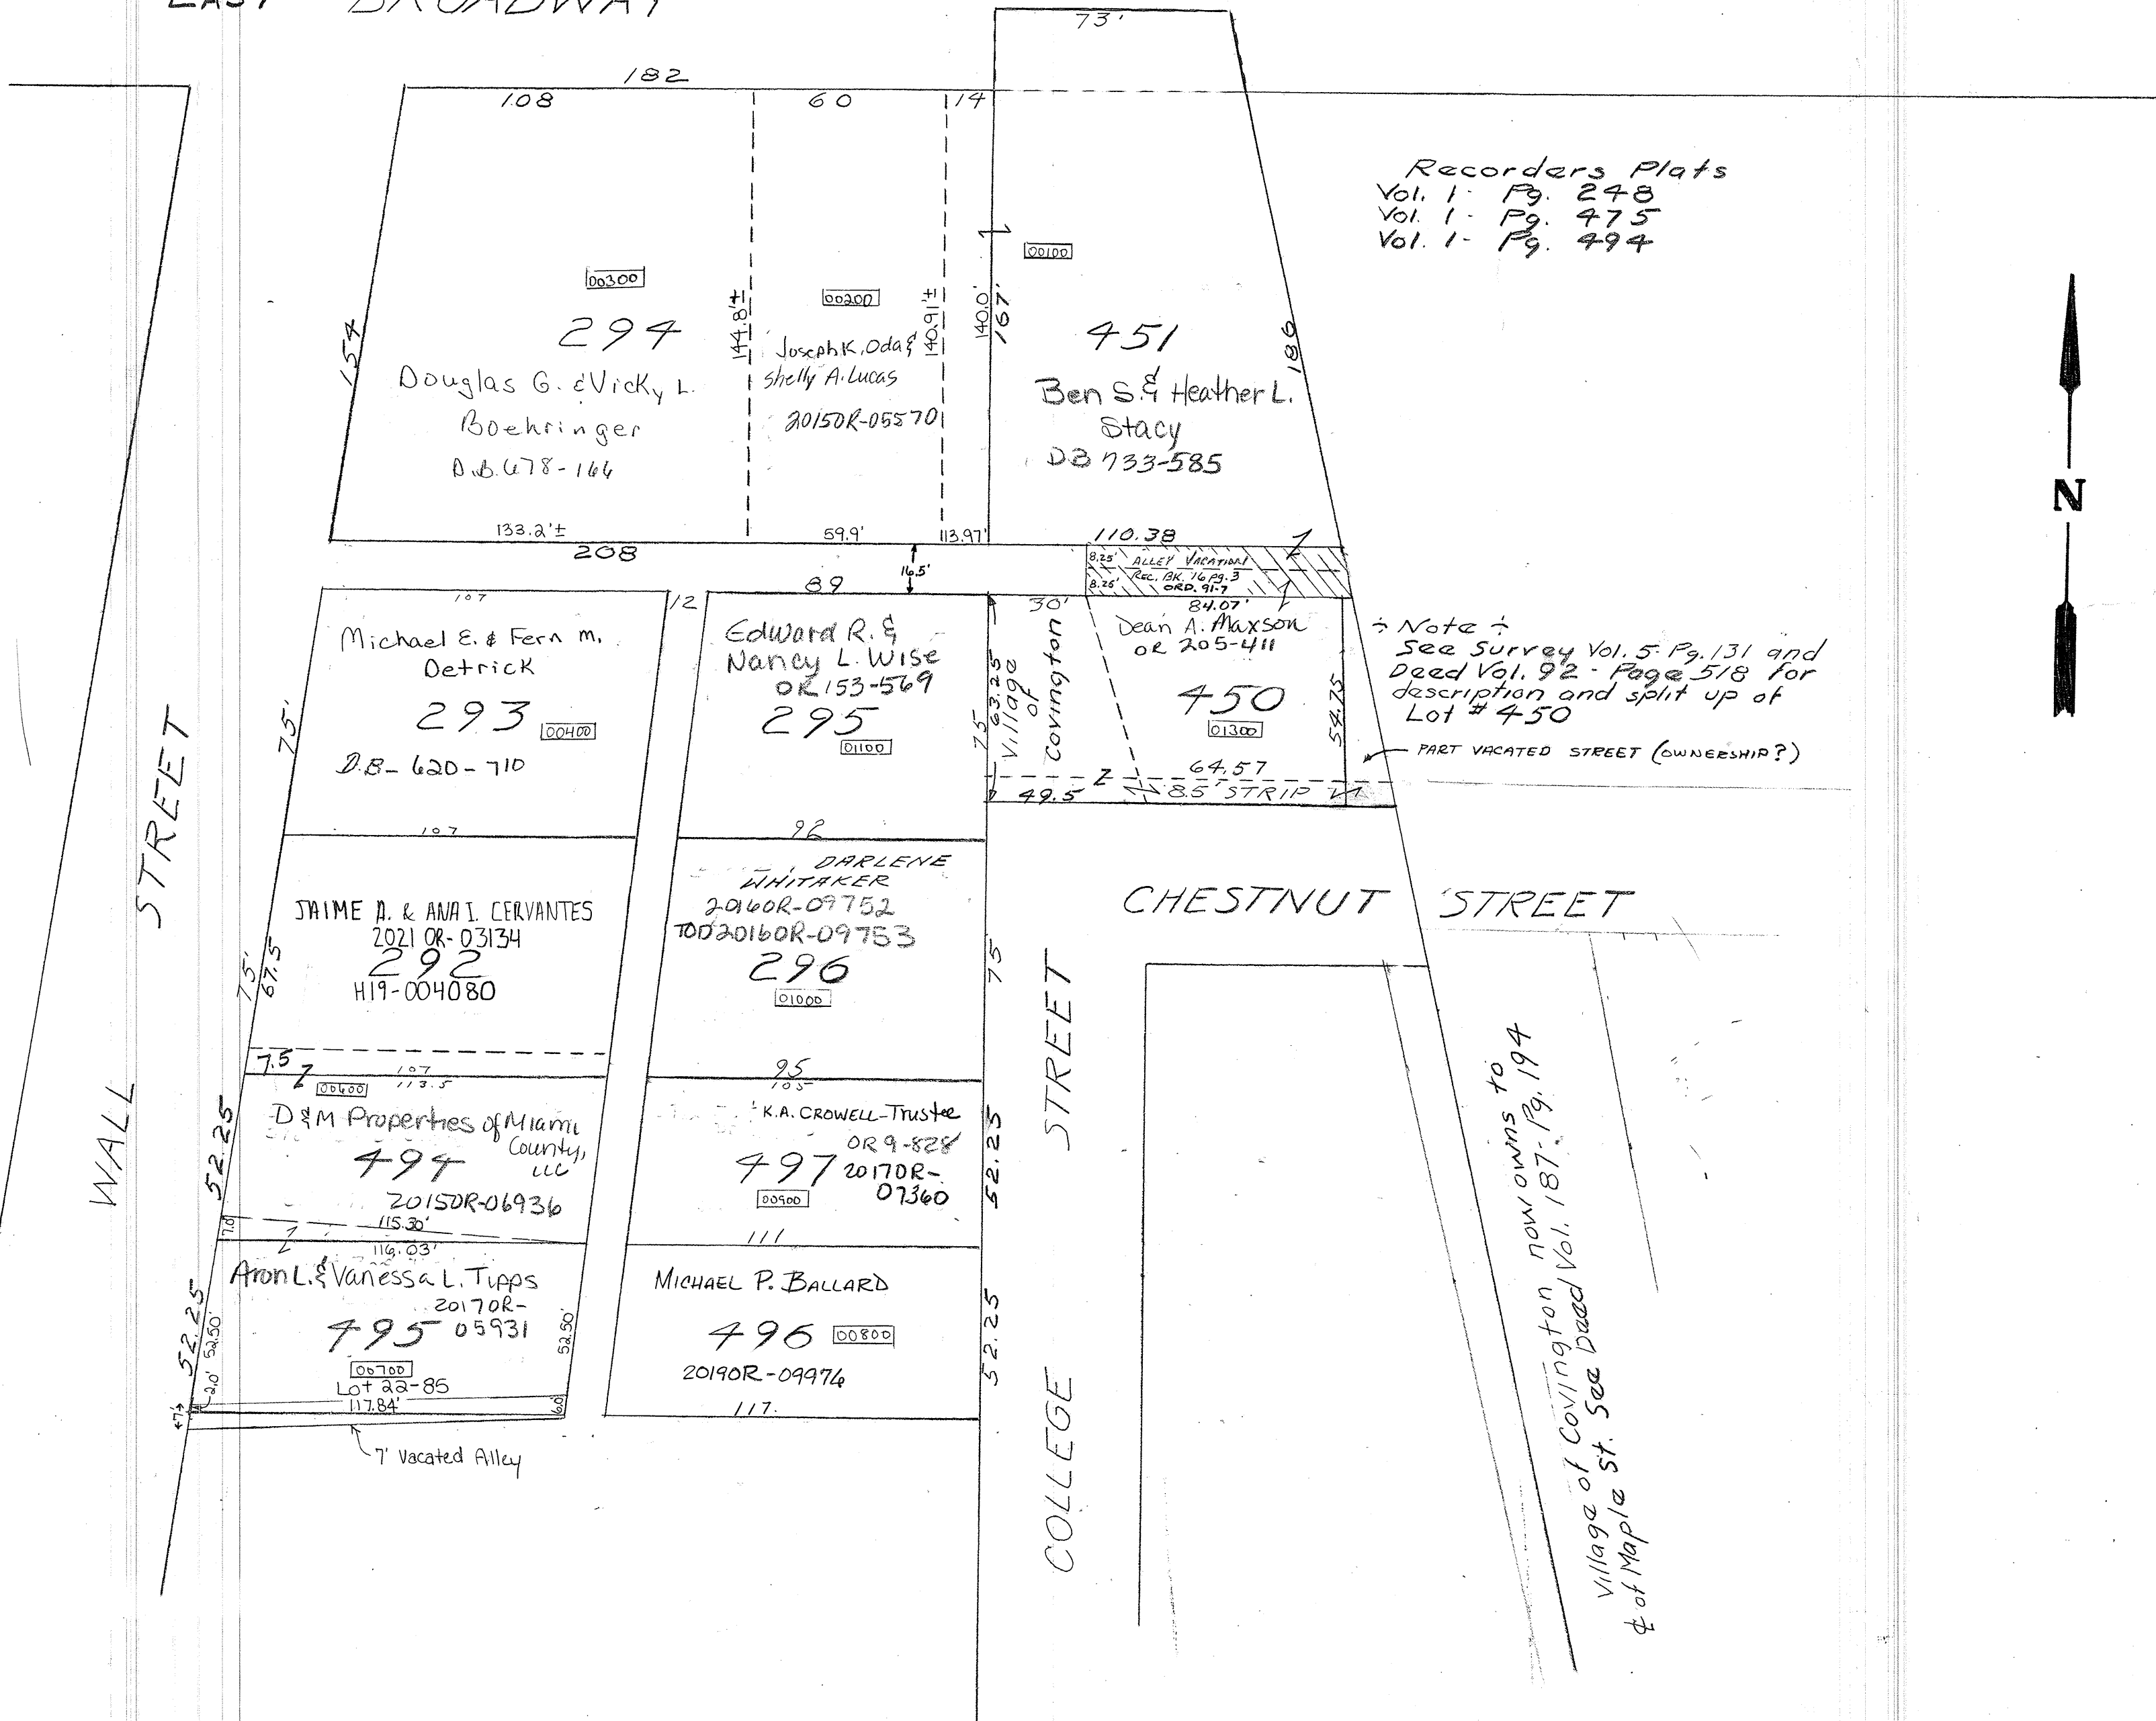 EAST BROADWAY
73'
182
108
60
14
Recorders Plats
Vol. 1 - Pg. 248
Vol. 1 - Pg. 475
Vol. 1 - Pg. 494
00100
00300
00200
294
451
154
144.8'±
140.91'±
140.0'
167'
186
Joseph K. Oda &
Shelly A. Lucas
20150R-05570
Douglas G. & Vicky L.
Boehringer
D.B. 678-166
Ben S. & Heather L.
Stacy
DB 733-585
N
133.2'±
59.9'
13.97'
110.38
208
16.5'
8.25'
ALLEY VACATION
REC. BK. 16 pg. 3
8.25'
ORD. 91-7
89
107
12
30'
84.07'
Michael E. & Fern M.
Detrick
293
00400
D.B - 620 - 710
75'
Edward R. &
Nancy L. Wise
OR 153-569
295
01100
75
63.25
Village
of
Covington
Dean A. Maxson
OR 205-411
450
01300
54.75
64.57
49.5
8.5' STRIP
÷ Note ÷
See Survey Vol. 5 Pg. 131 and
Deed Vol. 92 - Page 518 for
description and split up of
Lot # 450
PART VACATED STREET (OWNERSHIP?)
107
92
JAIME A. & ANA I. CERVANTES
2021 OR- 03134
292
H19-004080
75'
67.5
DARLENE
WHITAKER
20160R-09752
TOD 20160R-09753
296
01000
75
CHESTNUT STREET
7.5
107
95
00600
113.5
105
D & M Properties of Miami
County,
LLC
494
20150R-06936
115.30'
52.25
7.0'
K.A. CROWELL-Trustee
OR 9-828
497
20170R-
07360
00900
52.25
111
116.03'
Aron L. & Vanessa L. Tipps
20170R-
495 05931
00700
Lot 22-85
117.84'
52.25
52.50'
52.50'
2.0'
6.0'
7'
7' Vacated Alley
MICHAEL P. BALLARD
496
00800
20190R-09974
52.25
117.
WALL STREET
COLLEGE STREET
Village of Covington now owns to
℄ of Maple St. See Deed Vol. 187 - Pg. 194